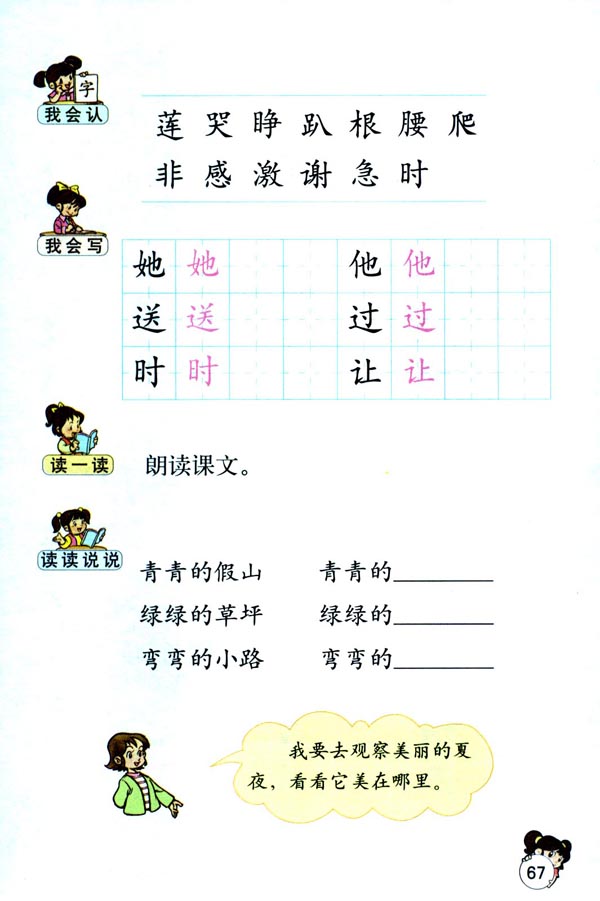 字
我会认
莲 哭 睁 趴 根 腰 爬
非 感 激 谢 急 时
我会写
她 她 他 他
送 送 过 过
时 时 让 让
读一读
朗读课文。
读读说说
青青的假山 青青的________
绿绿的草坪 绿绿的________
弯弯的小路 弯弯的________
我要去观察美丽的夏
夜，看看它美在哪里。
67